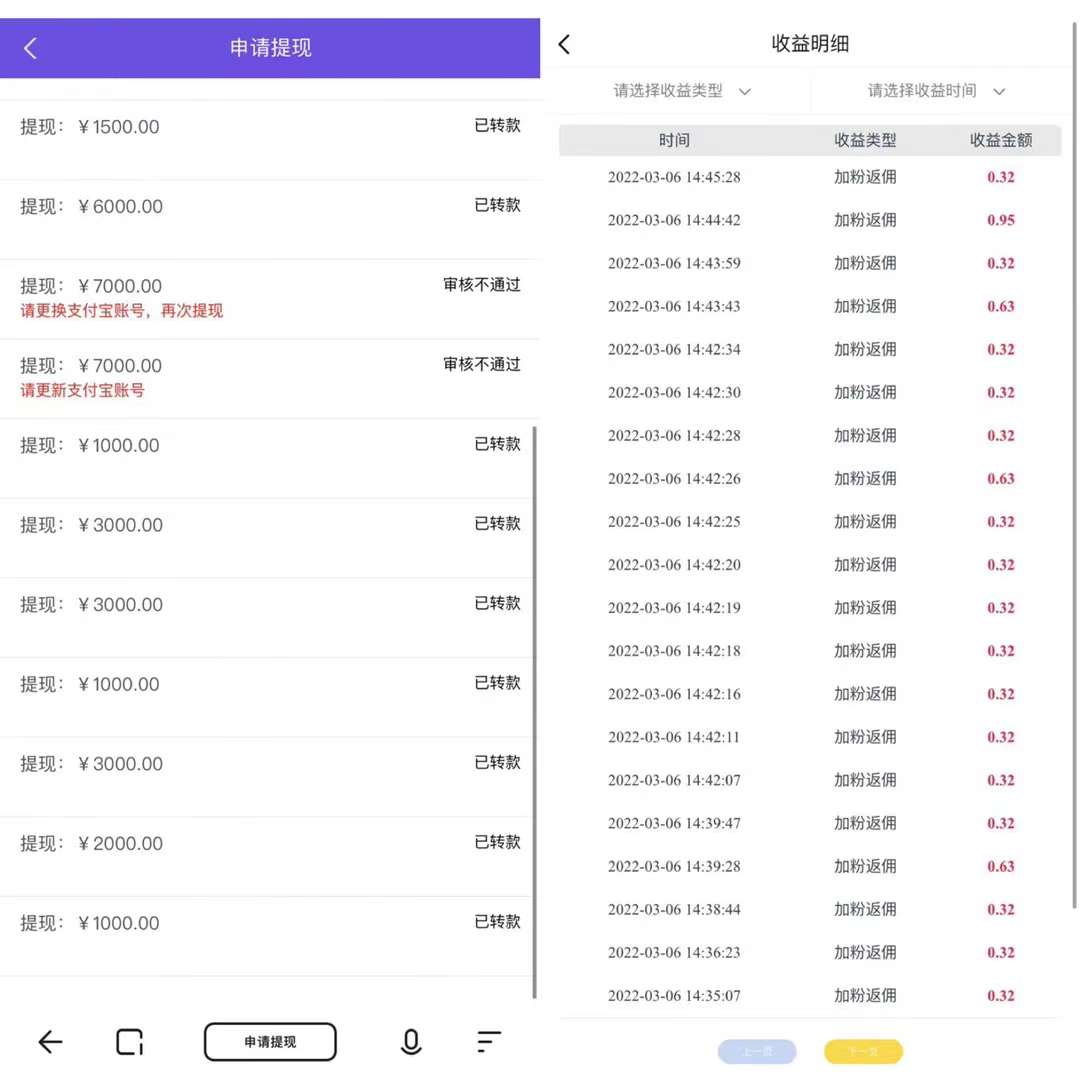 申请提现
提现: ￥1500.00 已转款
提现: ￥6000.00 已转款
提现: ￥7000.00 审核不通过
请更换支付宝账号，再次提现
提现: ￥7000.00 审核不通过
请更新支付宝账号
提现: ￥1000.00 已转款
提现: ￥3000.00 已转款
提现: ￥3000.00 已转款
提现: ￥1000.00 已转款
提现: ￥3000.00 已转款
提现: ￥2000.00 已转款
提现: ￥1000.00 已转款
申请提现
收益明细
请选择收益类型 请选择收益时间
时间 收益类型 收益金额
2022-03-06 14:45:28 加粉返佣 0.32
2022-03-06 14:44:42 加粉返佣 0.95
2022-03-06 14:43:59 加粉返佣 0.32
2022-03-06 14:43:43 加粉返佣 0.63
2022-03-06 14:42:34 加粉返佣 0.32
2022-03-06 14:42:30 加粉返佣 0.32
2022-03-06 14:42:28 加粉返佣 0.32
2022-03-06 14:42:26 加粉返佣 0.63
2022-03-06 14:42:25 加粉返佣 0.32
2022-03-06 14:42:20 加粉返佣 0.32
2022-03-06 14:42:19 加粉返佣 0.32
2022-03-06 14:42:18 加粉返佣 0.32
2022-03-06 14:42:16 加粉返佣 0.32
2022-03-06 14:42:11 加粉返佣 0.32
2022-03-06 14:42:07 加粉返佣 0.32
2022-03-06 14:39:47 加粉返佣 0.32
2022-03-06 14:39:28 加粉返佣 0.63
2022-03-06 14:38:44 加粉返佣 0.32
2022-03-06 14:36:23 加粉返佣 0.32
2022-03-06 14:35:07 加粉返佣 0.32
上一页 下一页